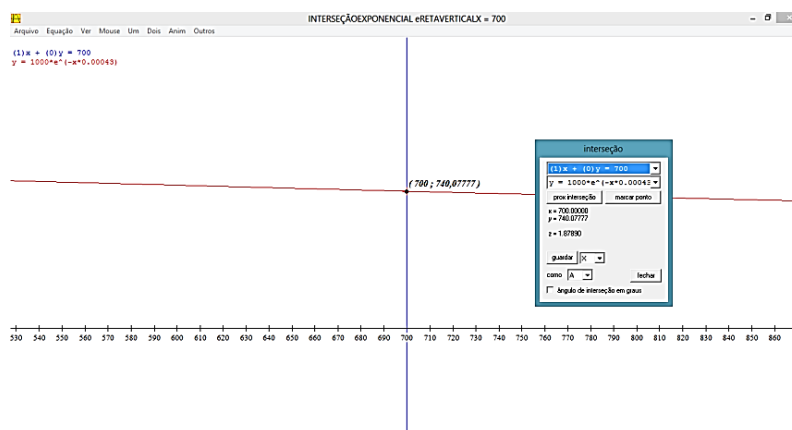 INTERSEÇÃOEXPONENCIAL eRETAVERTICALX = 700
Arquivo Equação Ver Mouse Um Dois Anim Outros
(1)x + (0)y = 700
y = 1000*e^(-x*0.00043)
( 700 ; 740,07777 )
interseção
(1)x + (0)y = 700
y = 1000*e^(-x*0.00043
prox interseção marcar ponto
x = 700.00000
y = 740.07777
z = 1.87890
guardar X
como A fechar
ângulo de interseção em graus
530 540 550 560 570 580 590 600 610 620 630 640 650 660 670 680 690 700 710 720 730 740 750 760 770 780 790 800 810 820 830 840 850 860